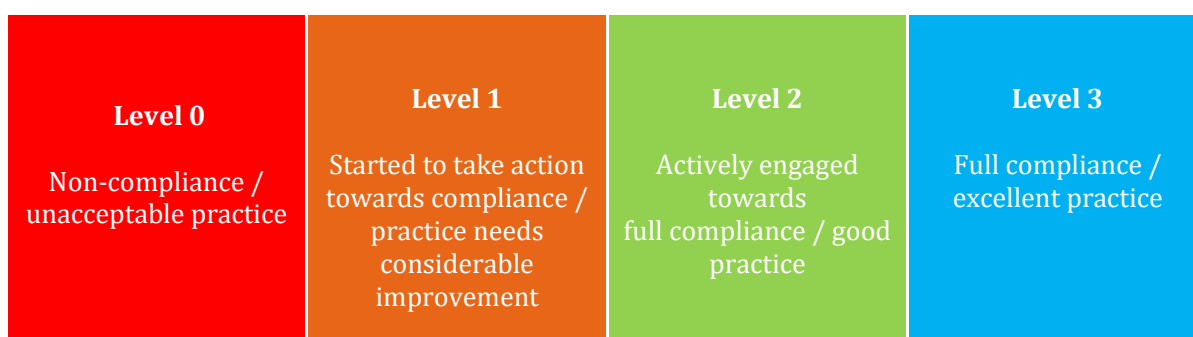 Level 0
Non-compliance /
unacceptable practice
Level 1
Started to take action
towards compliance /
practice needs
considerable
improvement
Level 2
Actively engaged
towards
full compliance / good
practice
Level 3
Full compliance /
excellent practice